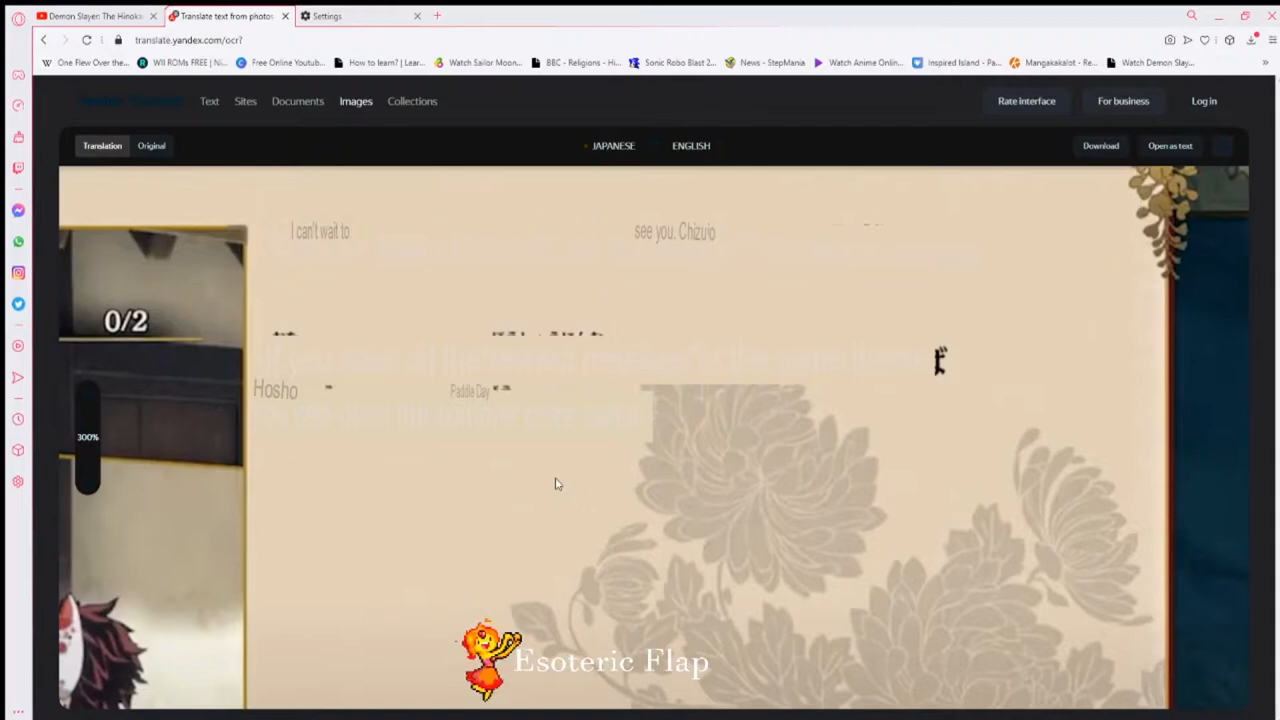 Demon Slayer: The Hinoka
Translate text from photos
Settings
translate.yandex.com/ocr?
One Flew Over the...
WII ROMs FREE | Ni...
Free Online Youtub...
How to learn? | Lear...
Watch Sailor Moon...
BBC - Religions - Hi...
Sonic Robo Blast 2...
News - StepMania
Watch Anime Onlin...
Inspired Island - Pa...
Mangakakalot - Re...
Watch Demon Slay...
Text
Sites
Documents
Images
Collections
Rate interface
For business
Log in
Translation
Original
JAPANESE
ENGLISH
Download
Open as text
I can't wait to
see you. Chizuo
0/2
Hosho
Paddle Day
300%
Esoteric Flap